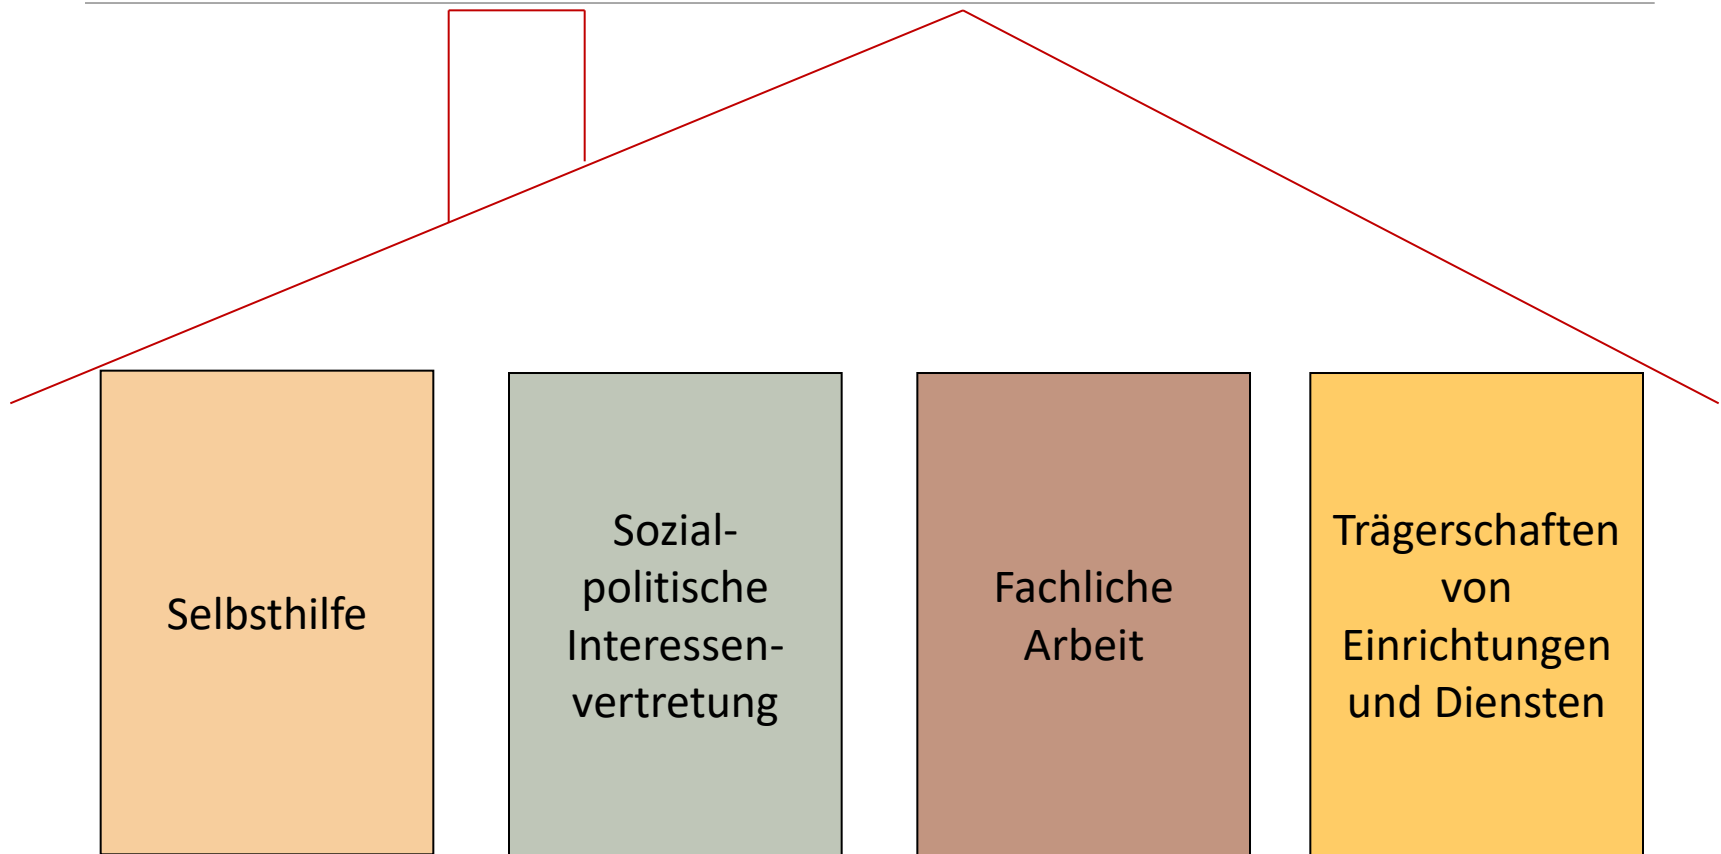 Selbsthilfe
Sozial-
politische
Interessen-
vertretung
Fachliche
Arbeit
Trägerschaften
von
Einrichtungen
und Diensten